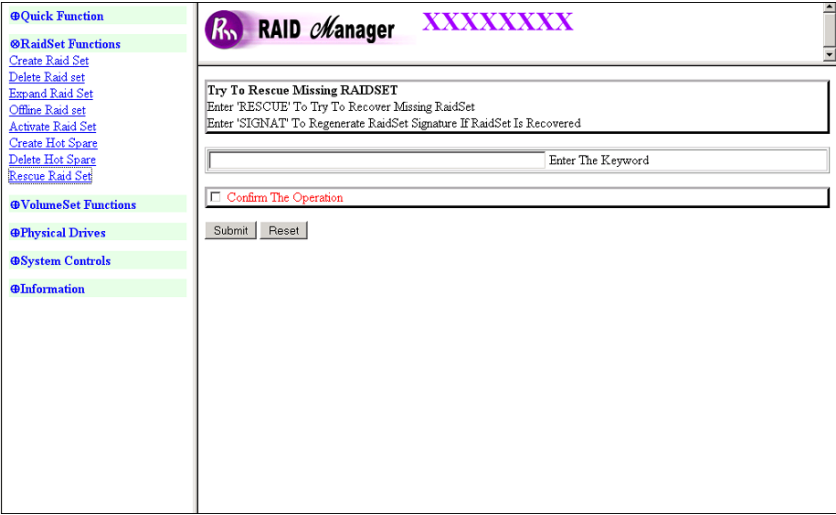 Quick Function
RaidSet Functions
Create Raid Set
Delete Raid set
Expand Raid Set
Offline Raid set
Activate Raid Set
Create Hot Spare
Delete Hot Spare
Rescue Raid Set
VolumeSet Functions
Physical Drives
System Controls
Information
Rm RAID Manager XXXXXXXX
Try To Rescue Missing RAIDSET
Enter 'RESCUE' To Try To Recover Missing RaidSet
Enter 'SIGNAT' To Regenerate RaidSet Signature If RaidSet Is Recovered
Enter The Keyword
Confirm The Operation
Submit Reset